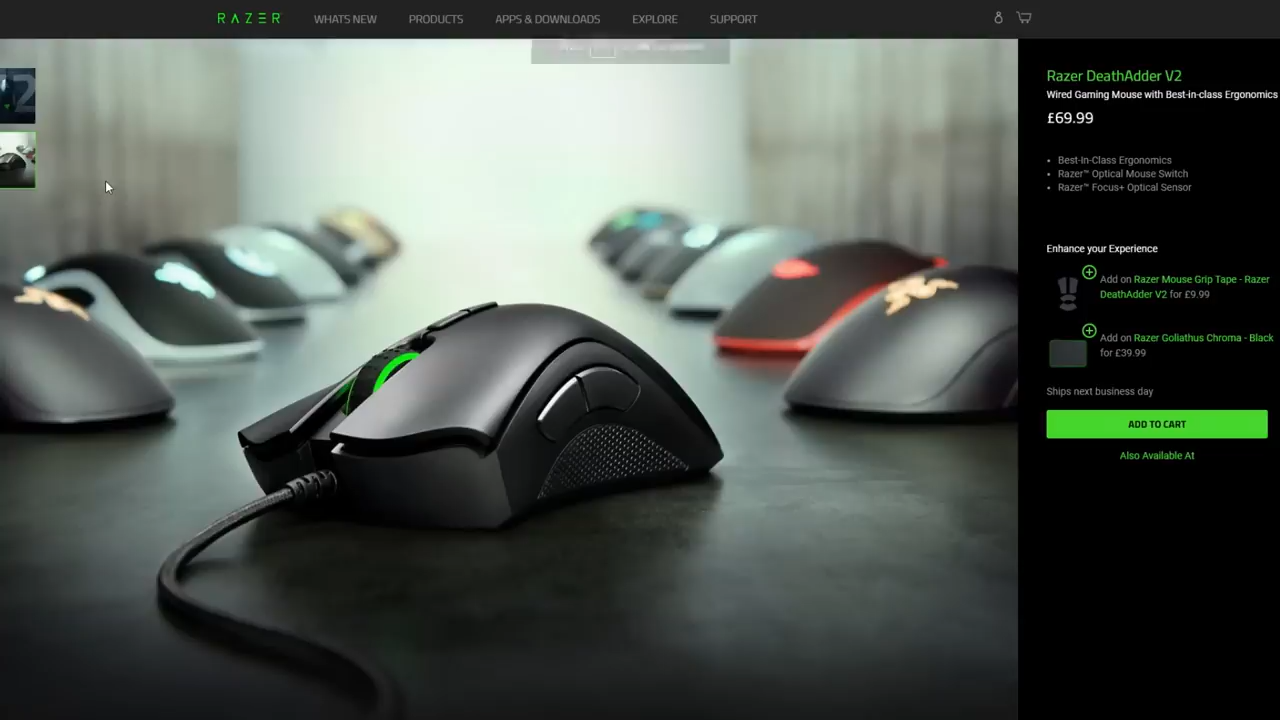 RAZER
WHATS NEW
PRODUCTS
APPS & DOWNLOADS
EXPLORE
SUPPORT
Razer DeathAdder V2
Wired Gaming Mouse with Best-in-class Ergonomics
£69.99
• Best-In-Class Ergonomics
• Razer™ Optical Mouse Switch
• Razer™ Focus+ Optical Sensor
Enhance your Experience
Add on Razer Mouse Grip Tape - Razer
DeathAdder V2 for £9.99
Add on Razer Goliathus Chroma - Black
for £39.99
Ships next business day
ADD TO CART
Also Available At